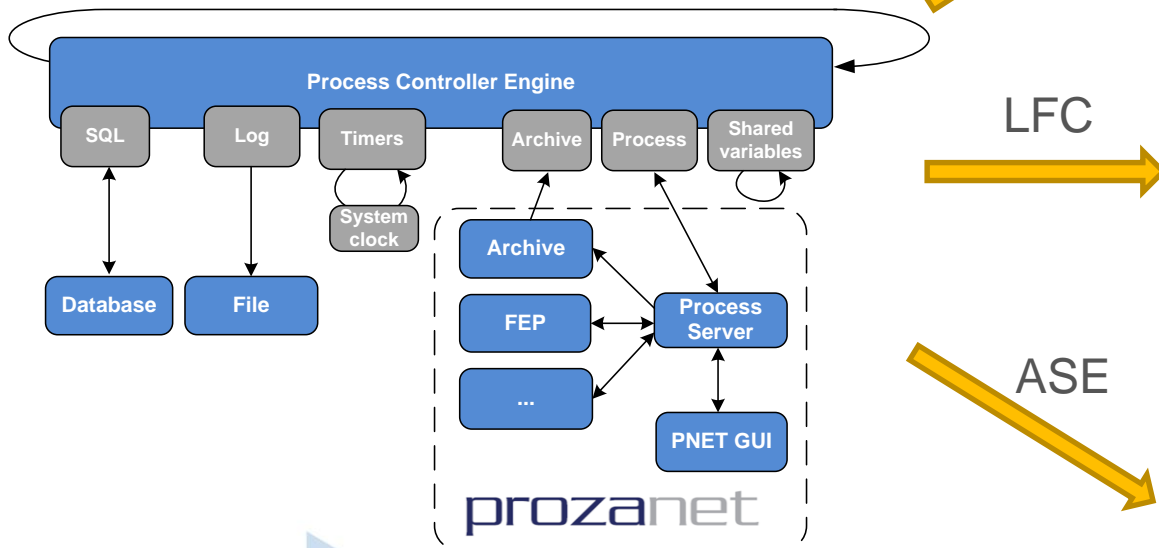 Process Controller Engine
SQL
Log
Timers
Archive
Process
Shared
variables
LFC
System
clock
Archive
Database
File
FEP
Process
Server
...
ASE
PNET GUI
prozanet